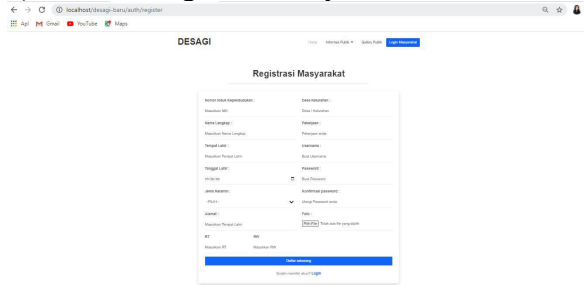 localhost/desagi-baru/auth/register
Apl Gmail YouTube Maps
DESAGI
Informasi Publik Gallery Publik Login Masyarakat
Registrasi Masyarakat
Nomor Induk Kependudukan :
Masukkan NIK
Nama Lengkap :
Masukkan Nama Lengkap
Tempat Lahir :
Masukkan Tempat Lahir
Tanggal Lahir :
Jenis Kelamin :
- Pilih -
Alamat :
Masukkan Tempat Lahir
RT RW
Masukkan RT Masukkan RW
Desa Kelurahan :
Desa / Kelurahan
Pekerjaan :
Pekerjaan anda
Username :
Buat Username
Password :
Buat Password
Konfirmasi password :
Ulangi Password anda
Foto :
Pilih File Tidak ada file yang dipilih
Daftar sekarang
Sudah memiliki akun? Login